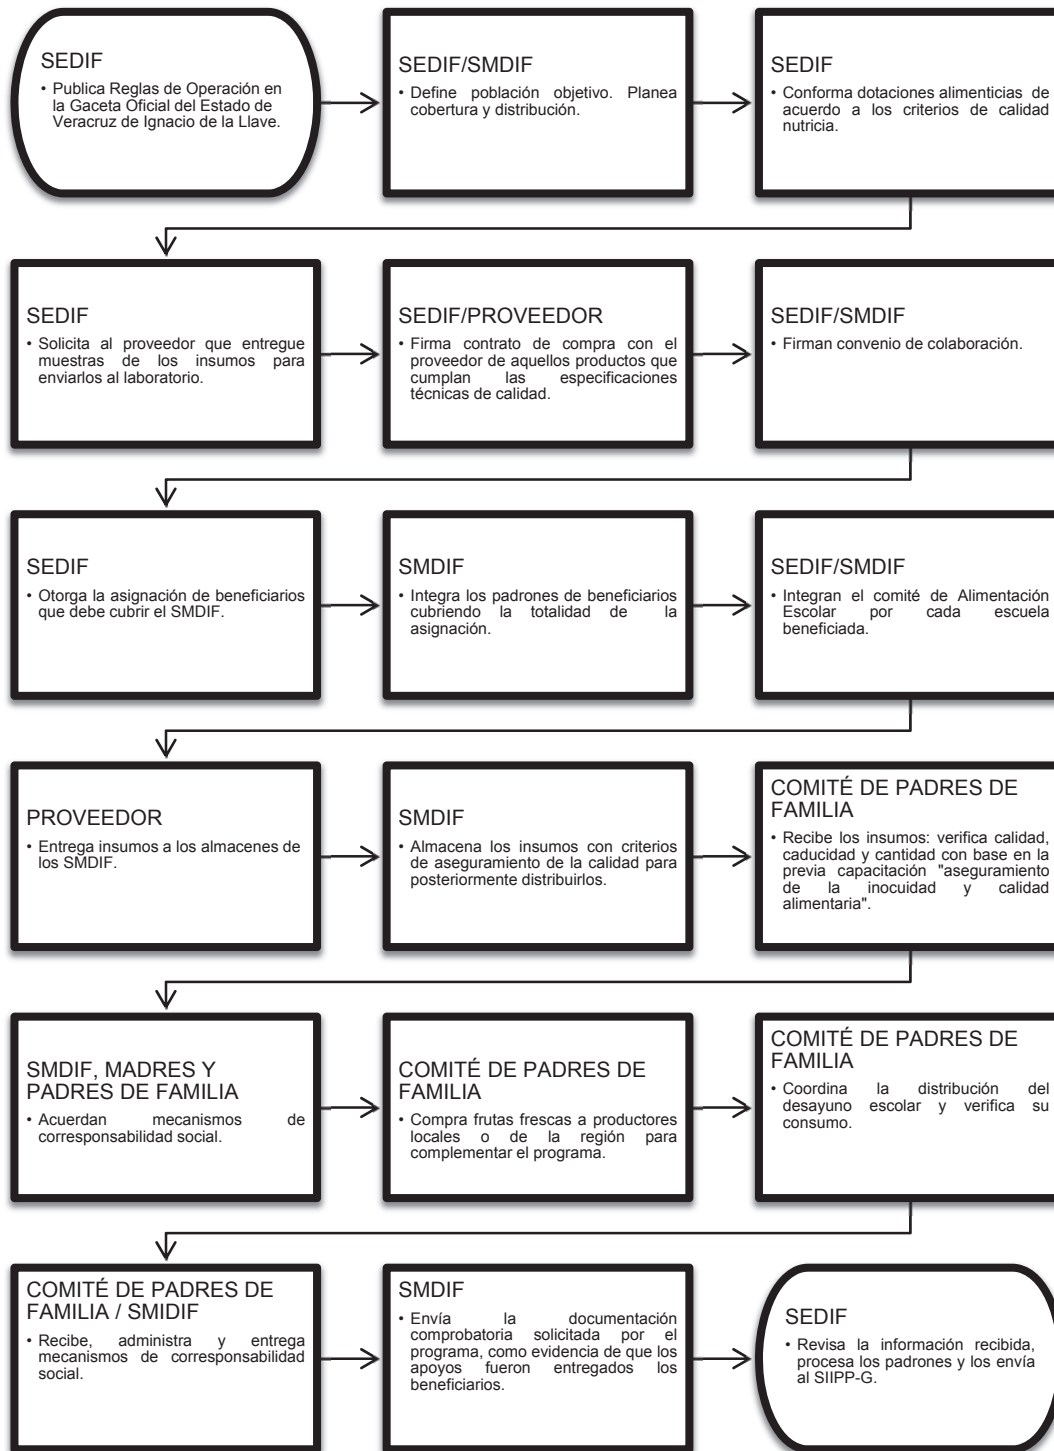 SEDIF
• Publica Reglas de Operación en
la Gaceta Oficial del Estado de
Veracruz de Ignacio de la Llave.
SEDIF/SMDIF
• Define población objetivo. Planea
cobertura y distribución.
SEDIF
• Conforma dotaciones alimenticias de
acuerdo a los criterios de calidad
nutricia.
SEDIF
• Solicita al proveedor que entregue
muestras de los insumos para
enviarlos al laboratorio.
SEDIF/PROVEEDOR
• Firma contrato de compra con el
proveedor de aquellos productos que
cumplan las especificaciones
técnicas de calidad.
SEDIF/SMDIF
• Firman convenio de colaboración.
SEDIF
• Otorga la asignación de beneficiarios
que debe cubrir el SMDIF.
SMDIF
• Integra los padrones de beneficiarios
cubriendo la totalidad de la
asignación.
SEDIF/SMDIF
• Integran el comité de Alimentación
Escolar por cada escuela
beneficiada.
PROVEEDOR
• Entrega insumos a los almacenes de
los SMDIF.
SMDIF
• Almacena los insumos con criterios
de aseguramiento de la calidad para
posteriormente distribuirlos.
COMITÉ DE PADRES DE
FAMILIA
• Recibe los insumos: verifica calidad,
caducidad y cantidad con base en la
previa capacitación "aseguramiento
de la inocuidad y calidad
alimentaria".
SMDIF, MADRES Y
PADRES DE FAMILIA
• Acuerdan mecanismos de
corresponsabilidad social.
COMITÉ DE PADRES DE
FAMILIA
• Compra frutas frescas a productores
locales o de la región para
complementar el programa.
COMITÉ DE PADRES DE
FAMILIA
• Coordina la distribución del
desayuno escolar y verifica su
consumo.
COMITÉ DE PADRES DE
FAMILIA / SMIDIF
• Recibe, administra y entrega
mecanismos de corresponsabilidad
social.
SMDIF
• Envía la documentación
comprobatoria solicitada por el
programa, como evidencia de que los
apoyos fueron entregados los
beneficiarios.
SEDIF
• Revisa la información recibida,
procesa los padrones y los envía
al SIIPP-G.